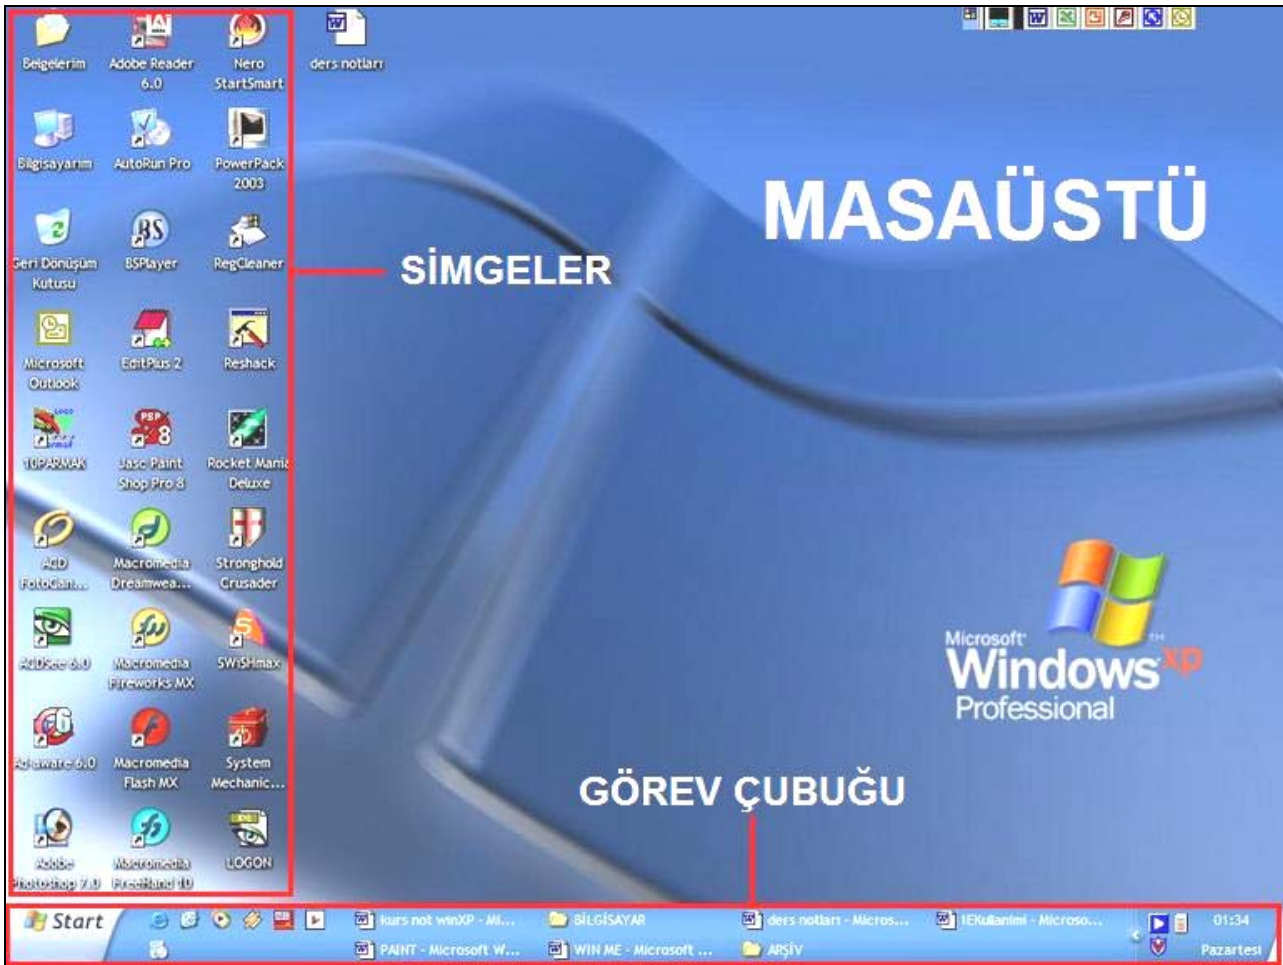 Belgelerim
Adobe Reader
6.0
Nero
StartSmart
ders notları
Bilgisayarım
AutoRun Pro
PowerPack
2003
MASAÜSTÜ
Geri Dönüşüm
Kutusu
BSPlayer
RegCleaner
SİMGELER
Microsoft
Outlook
EditPlus 2
Reshack
10PARMAK
Jasc Paint
Shop Pro 8
Rocket Mania
Deluxe
ACD
FotoCan...
Macromedia
Dreamwea...
Stronghold
Crusader
ACDSee 6.0
Macromedia
Fireworks MX
SWiSHmax
Microsoft
Windows xp
TM
Professional
Ad-aware 6.0
Macromedia
Flash MX
System
Mechanic...
GÖREV ÇUBUĞU
Adobe
Photoshop 7.0
Macromedia
FreeHand 10
LOGON
Start
kurs not winXP - Mi...
BİLGİSAYAR
ders notları - Micros...
IEKullanimi - Microso...
01:34
PAINT - Microsoft W...
WIN ME - Microsoft ...
ARŞİV
Pazartesi